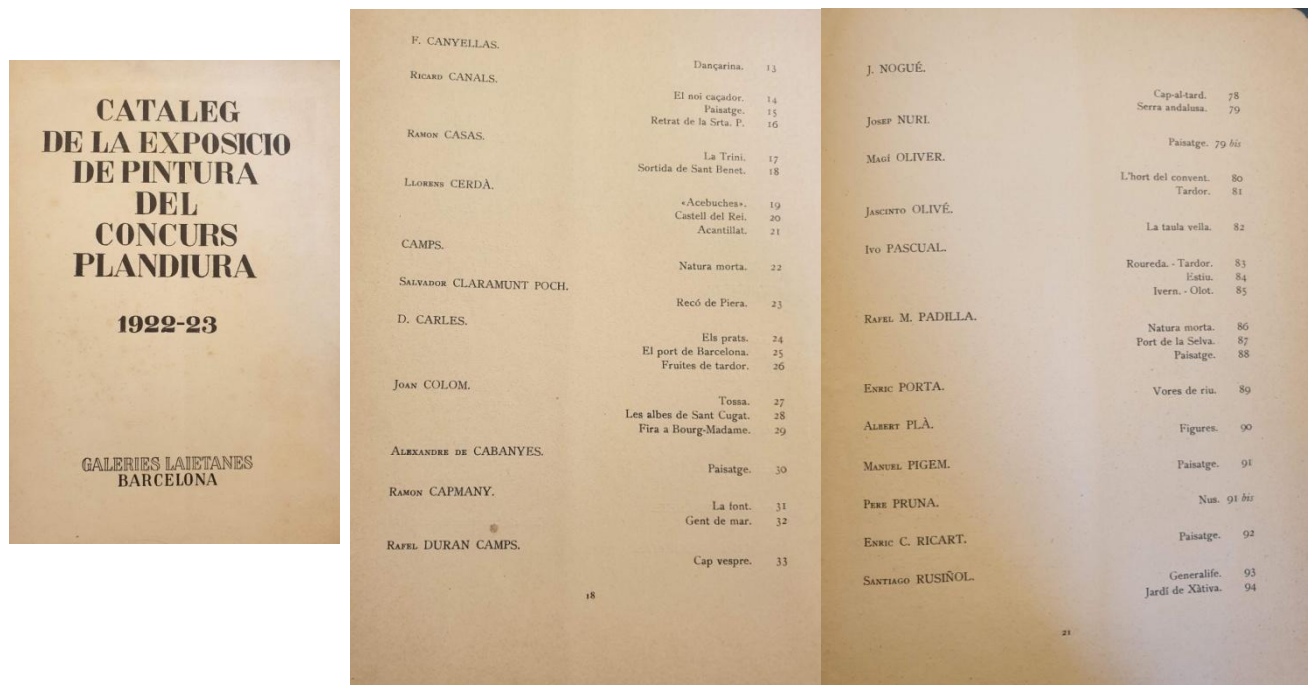 CATALEG
DE LA EXPOSICIO
DE PINTURA
DEL
CONCURS
PLANDIURA
1922-23
GALERIES LAIETANES
BARCELONA
F. CANYELLAS.
Dançarina. 13
Ricard CANALS.
El noi caçador. 14
Paisatge. 15
Retrat de la Srta. P. 16
Ramon CASAS.
La Trini. 17
Sortida de Sant Benet. 18
Llorens CERDÀ.
«Acebuches». 19
Castell del Rei. 20
Acantillat. 21
CAMPS.
Natura morta. 22
Salvador CLARAMUNT POCH.
Recó de Piera. 23
D. CARLES.
Els prats. 24
El port de Barcelona. 25
Fruites de tardor. 26
Joan COLOM.
Tossa. 27
Les albes de Sant Cugat. 28
Fira a Bourg-Madame. 29
Alexandre de CABANYES.
Paisatge. 30
Ramon CAPMANY.
La font. 31
Gent de mar. 32
Rafel DURAN CAMPS.
Cap vespre. 33
18
J. NOGUÉ.
Cap-al-tard. 78
Serra andalusa. 79
Josep NURI.
Paisatge. 79 bis
Magí OLIVER.
L'hort del convent. 80
Tardor. 81
Jascinto OLIVÉ.
La taula vella. 82
Ivo PASCUAL.
Roureda. - Tardor. 83
Estiu. 84
Ivern. - Olot. 85
Rafel M. PADILLA.
Natura morta. 86
Port de la Selva. 87
Paisatge. 88
Enric PORTA.
Vores de riu. 89
Albert PLÀ.
Figures. 90
Manuel PIGEM.
Paisatge. 91
Pere PRUNA.
Nus. 91 bis
Enric C. RICART.
Paisatge. 92
Santiago RUSIÑOL.
Generalife. 93
Jardí de Xàtiva. 94
21